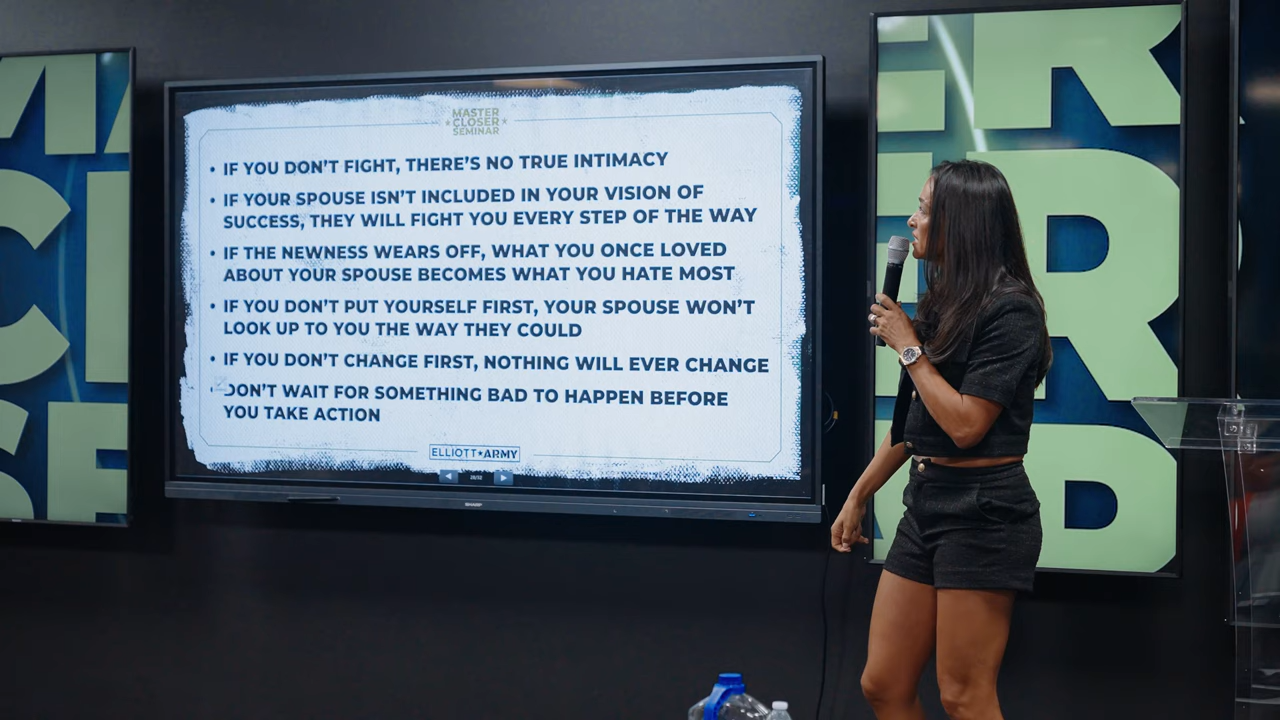 MASTER
CLOSER
SEMINAR
• IF YOU DON'T FIGHT, THERE'S NO TRUE INTIMACY
• IF YOUR SPOUSE ISN'T INCLUDED IN YOUR VISION OF
SUCCESS, THEY WILL FIGHT YOU EVERY STEP OF THE WAY
• IF THE NEWNESS WEARS OFF, WHAT YOU ONCE LOVED
ABOUT YOUR SPOUSE BECOMES WHAT YOU HATE MOST
• IF YOU DON'T PUT YOURSELF FIRST, YOUR SPOUSE WON'T
LOOK UP TO YOU THE WAY THEY COULD
• IF YOU DON'T CHANGE FIRST, NOTHING WILL EVER CHANGE
• DON'T WAIT FOR SOMETHING BAD TO HAPPEN BEFORE
YOU TAKE ACTION
ELLIOTT★ARMY
SHARP